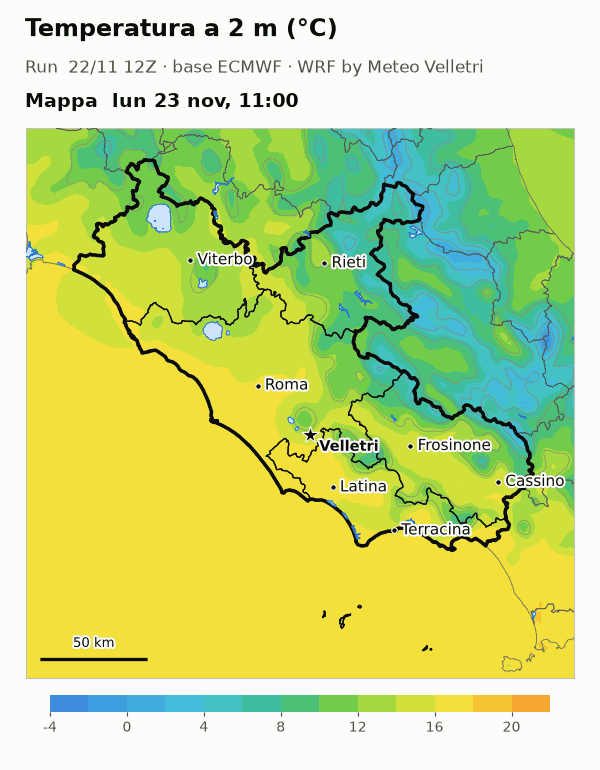 Temperatura a 2 m (°C)
Run  22/11 12Z · base ECMWF · WRF by Meteo Velletri
Mappa  lun 23 nov, 11:00
Viterbo
Rieti
Roma
Velletri
Frosinone
Cassino
Latina
Terracina
50 km
-4 0 4 8 12 16 20